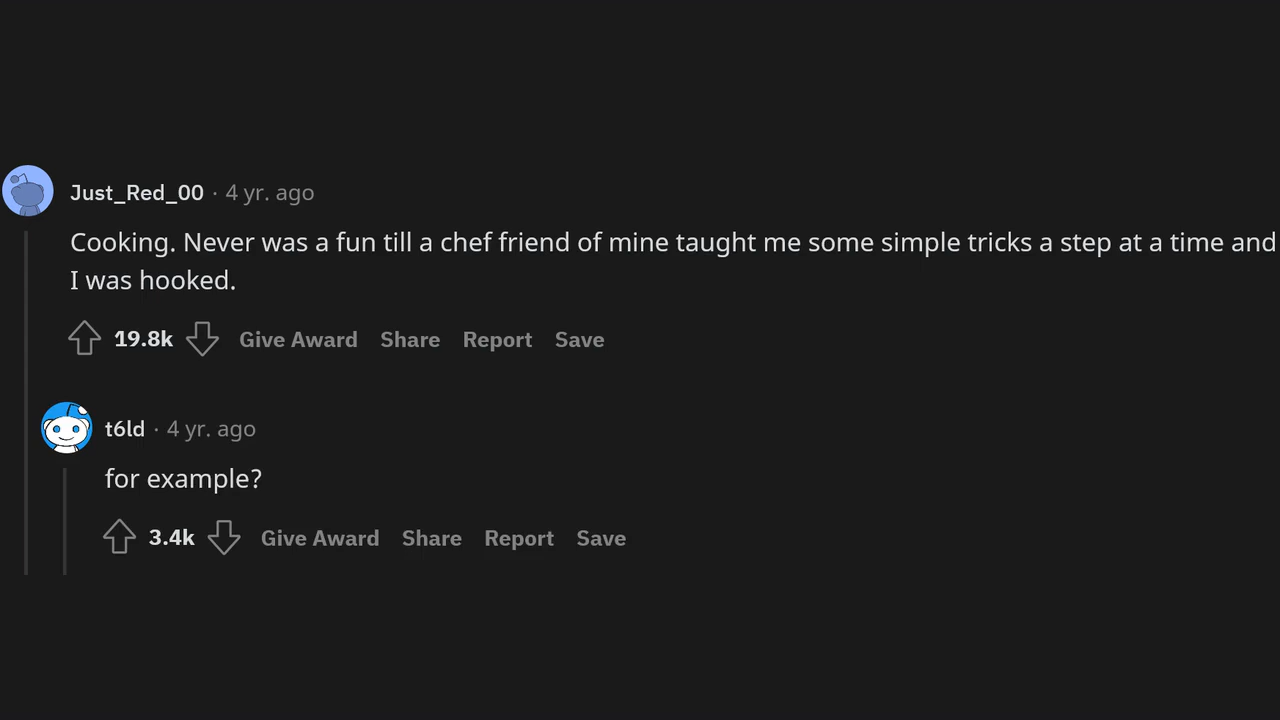 Just_Red_00 · 4 yr. ago
Cooking. Never was a fun till a chef friend of mine taught me some simple tricks a step at a time and
I was hooked.
19.8k Give Award Share Report Save
t6ld · 4 yr. ago
for example?
3.4k Give Award Share Report Save